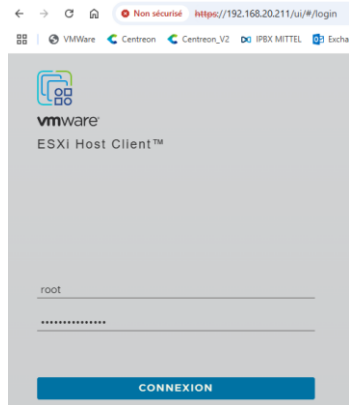 Non sécurisé https://192.168.20.211/ui/#/login
VMWare Centreon Centreon_V2 IPBX MITTEL Excha
vmware
ESXi Host Client™
root
•••••••••••••••
CONNEXION